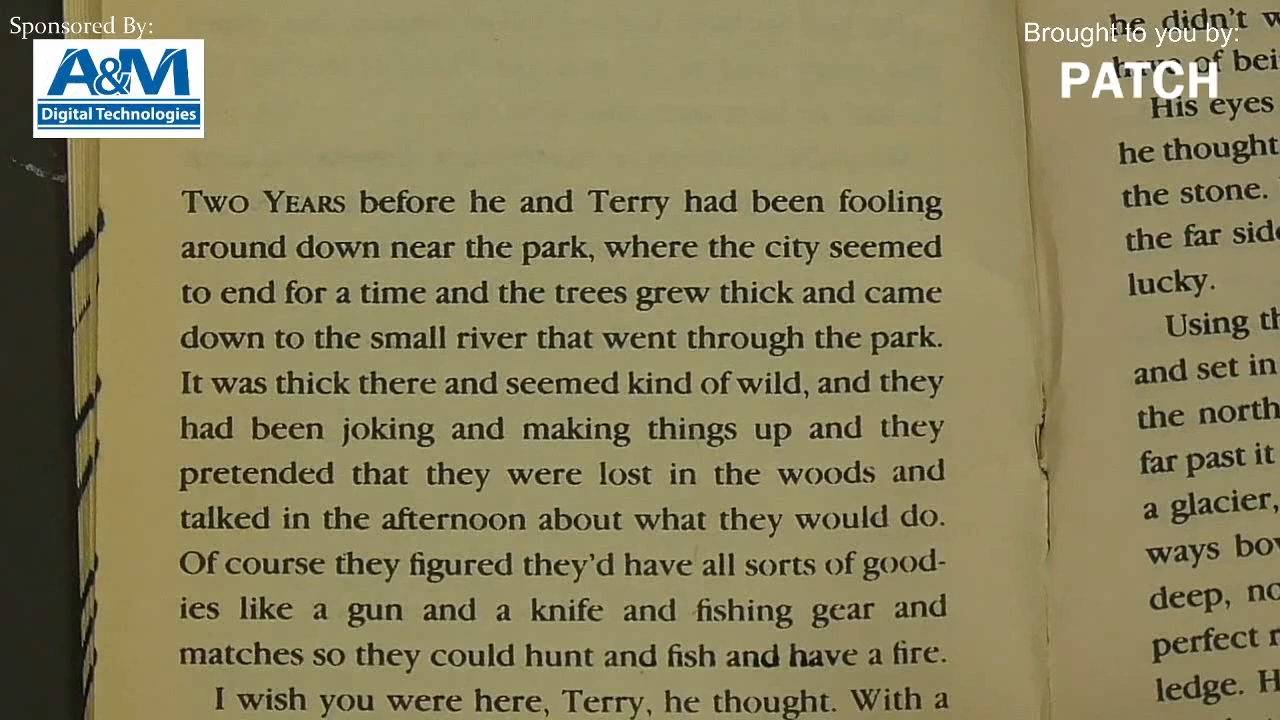 Sponsored By:
A&M
Digital Technologies
Brought to you by:
PATCH
TWO YEARS before he and Terry had been fooling
around down near the park, where the city seemed
to end for a time and the trees grew thick and came
down to the small river that went through the park.
It was thick there and seemed kind of wild, and they
had been joking and making things up and they
pretended that they were lost in the woods and
talked in the afternoon about what they would do.
Of course they figured they'd have all sorts of good-
ies like a gun and a knife and fishing gear and
matches so they could hunt and fish and have a fire.
I wish you were here, Terry, he thought. With a
he didn't
of
His eyes
he thought
the stone.
the far
lucky.
Using
and set in
the north
far past it
a glacier,
ways
deep,
perfect
ledge.